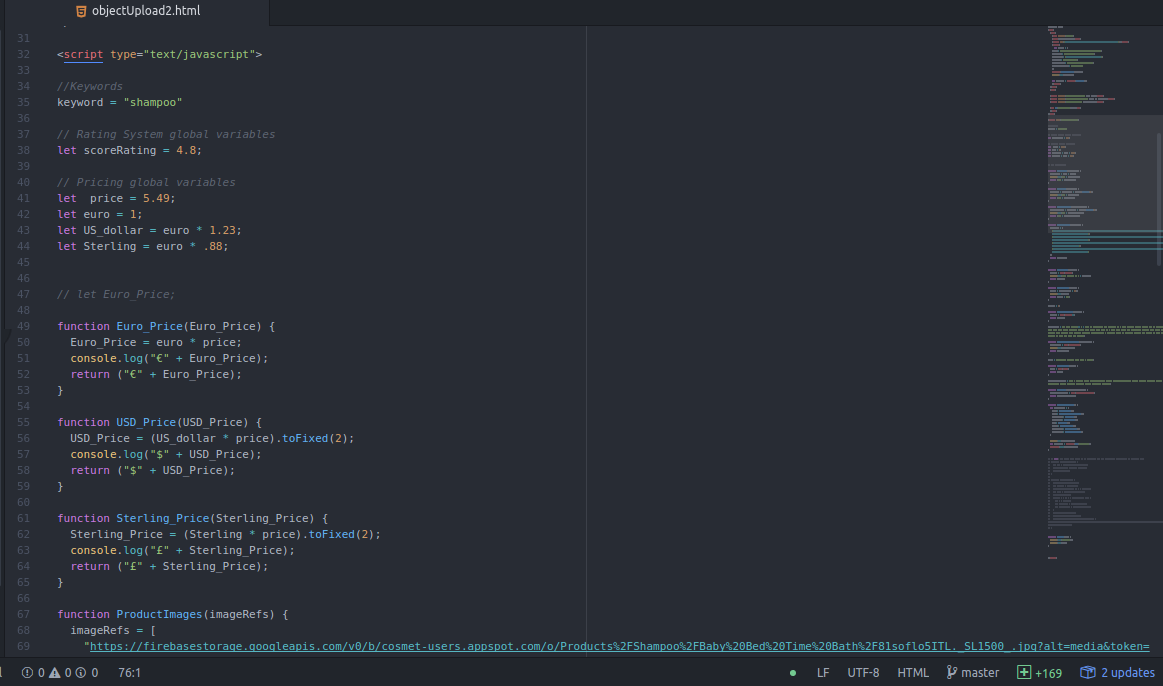 objectUpload2.html
31
32 <script type="text/javascript">
33
34 //Keywords
35 keyword = "shampoo"
36
37 // Rating System global variables
38 let scoreRating = 4.8;
39
40 // Pricing global variables
41 let  price = 5.49;
42 let euro = 1;
43 let US_dollar = euro * 1.23;
44 let Sterling = euro * .88;
45
46
47 // let Euro_Price;
48
49 function Euro_Price(Euro_Price) {
50 Euro_Price = euro * price;
51 console.log("€" + Euro_Price);
52 return ("€" + Euro_Price);
53 }
54
55 function USD_Price(USD_Price) {
56 USD_Price = (US_dollar * price).toFixed(2);
57 console.log("$" + USD_Price);
58 return ("$" + USD_Price);
59 }
60
61 function Sterling_Price(Sterling_Price) {
62 Sterling_Price = (Sterling * price).toFixed(2);
63 console.log("£" + Sterling_Price);
64 return ("£" + Sterling_Price);
65 }
66
67 function ProductImages(imageRefs) {
68 imageRefs = [
69 "https://firebasestorage.googleapis.com/v0/b/cosmet-users.appspot.com/o/Products%2FShampoo%2FBaby%20Bed%20Time%20Bath%2F81soflo5ITL._SL1500_.jpg?alt=media&token=
0 0 0 76:1 LF UTF-8 HTML master +169 2 updates